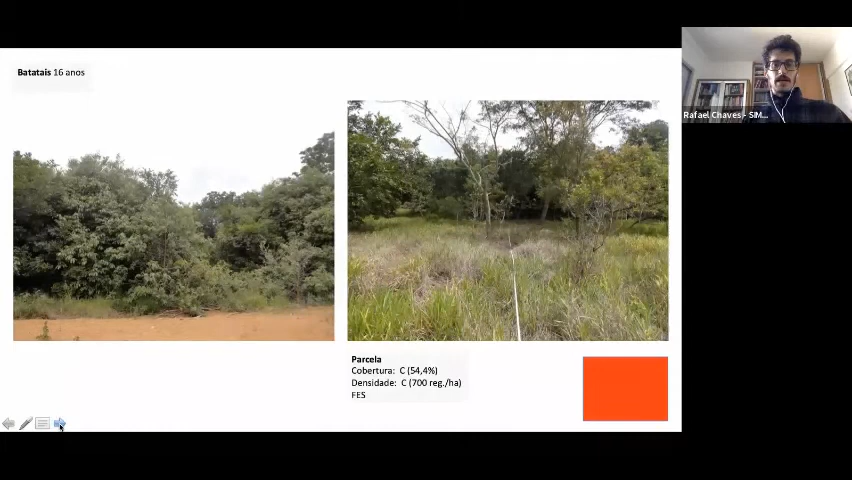 Batatais 16 anos
Rafael Chaves - SIM...
Parcela
Cobertura: C (54,4%)
Densidade: C (700 reg./ha)
FES